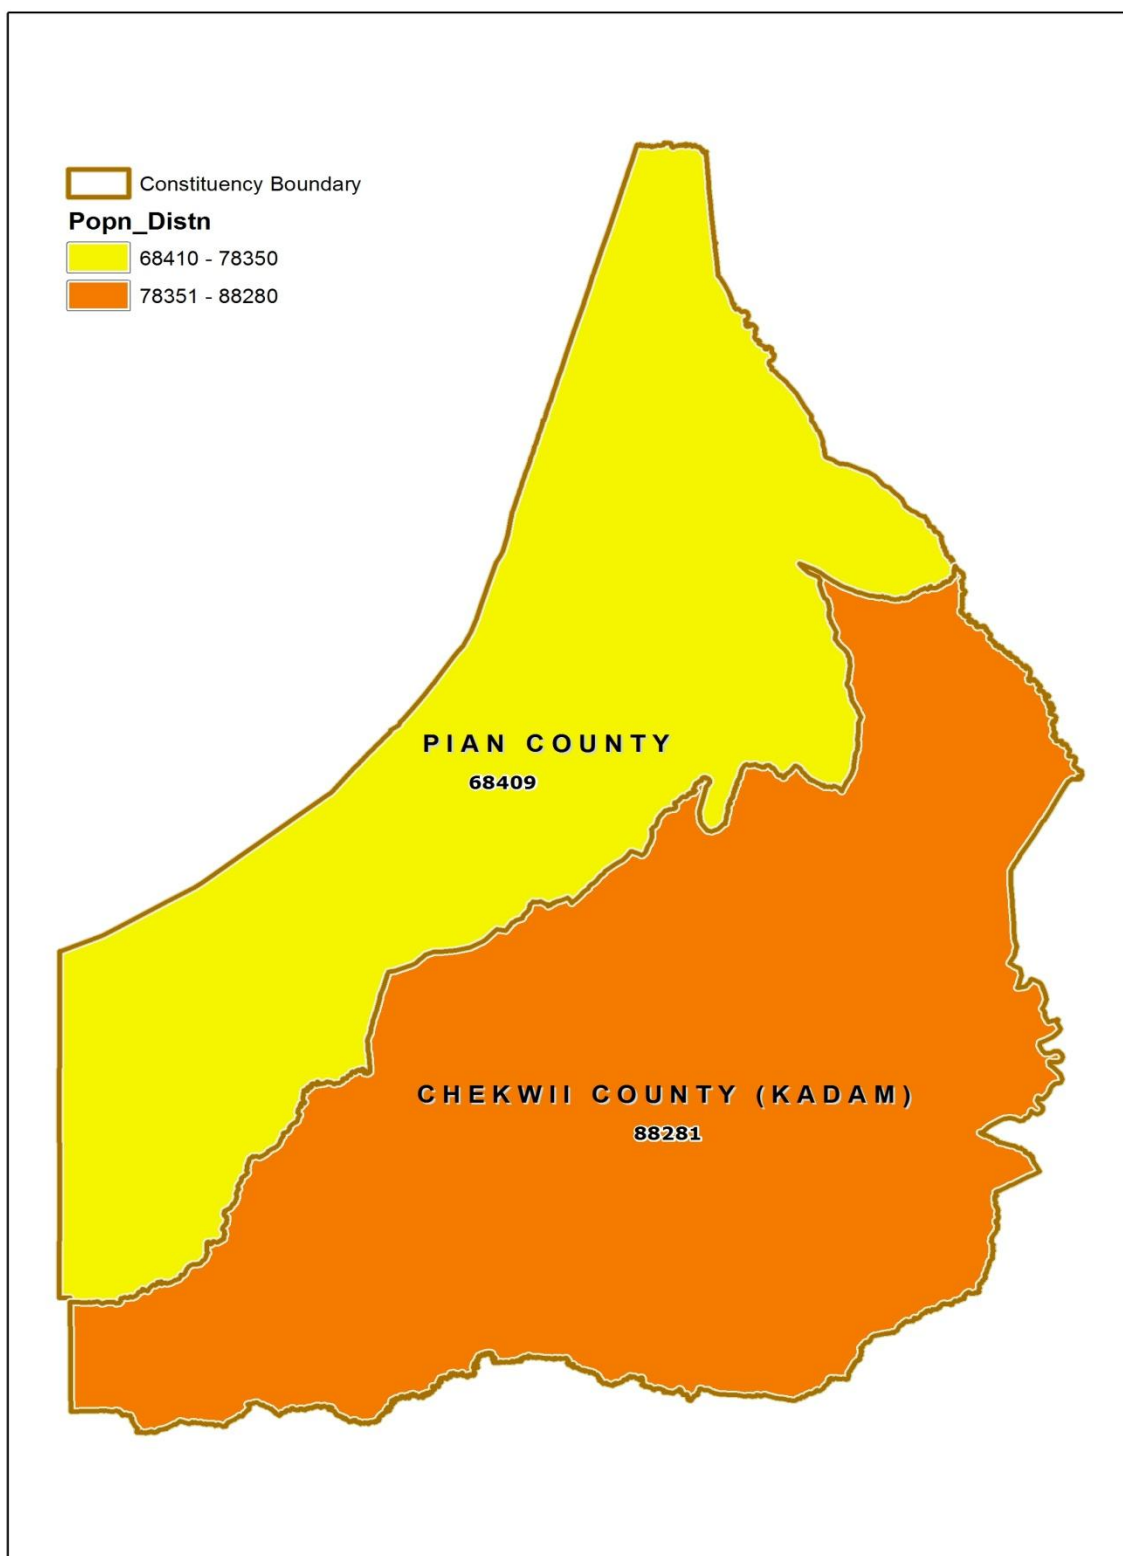 Constituency Boundary
Popn_Distn
68410 - 78350
78351 - 88280
PIAN COUNTY
68409
CHEKWII COUNTY (KADAM)
88281